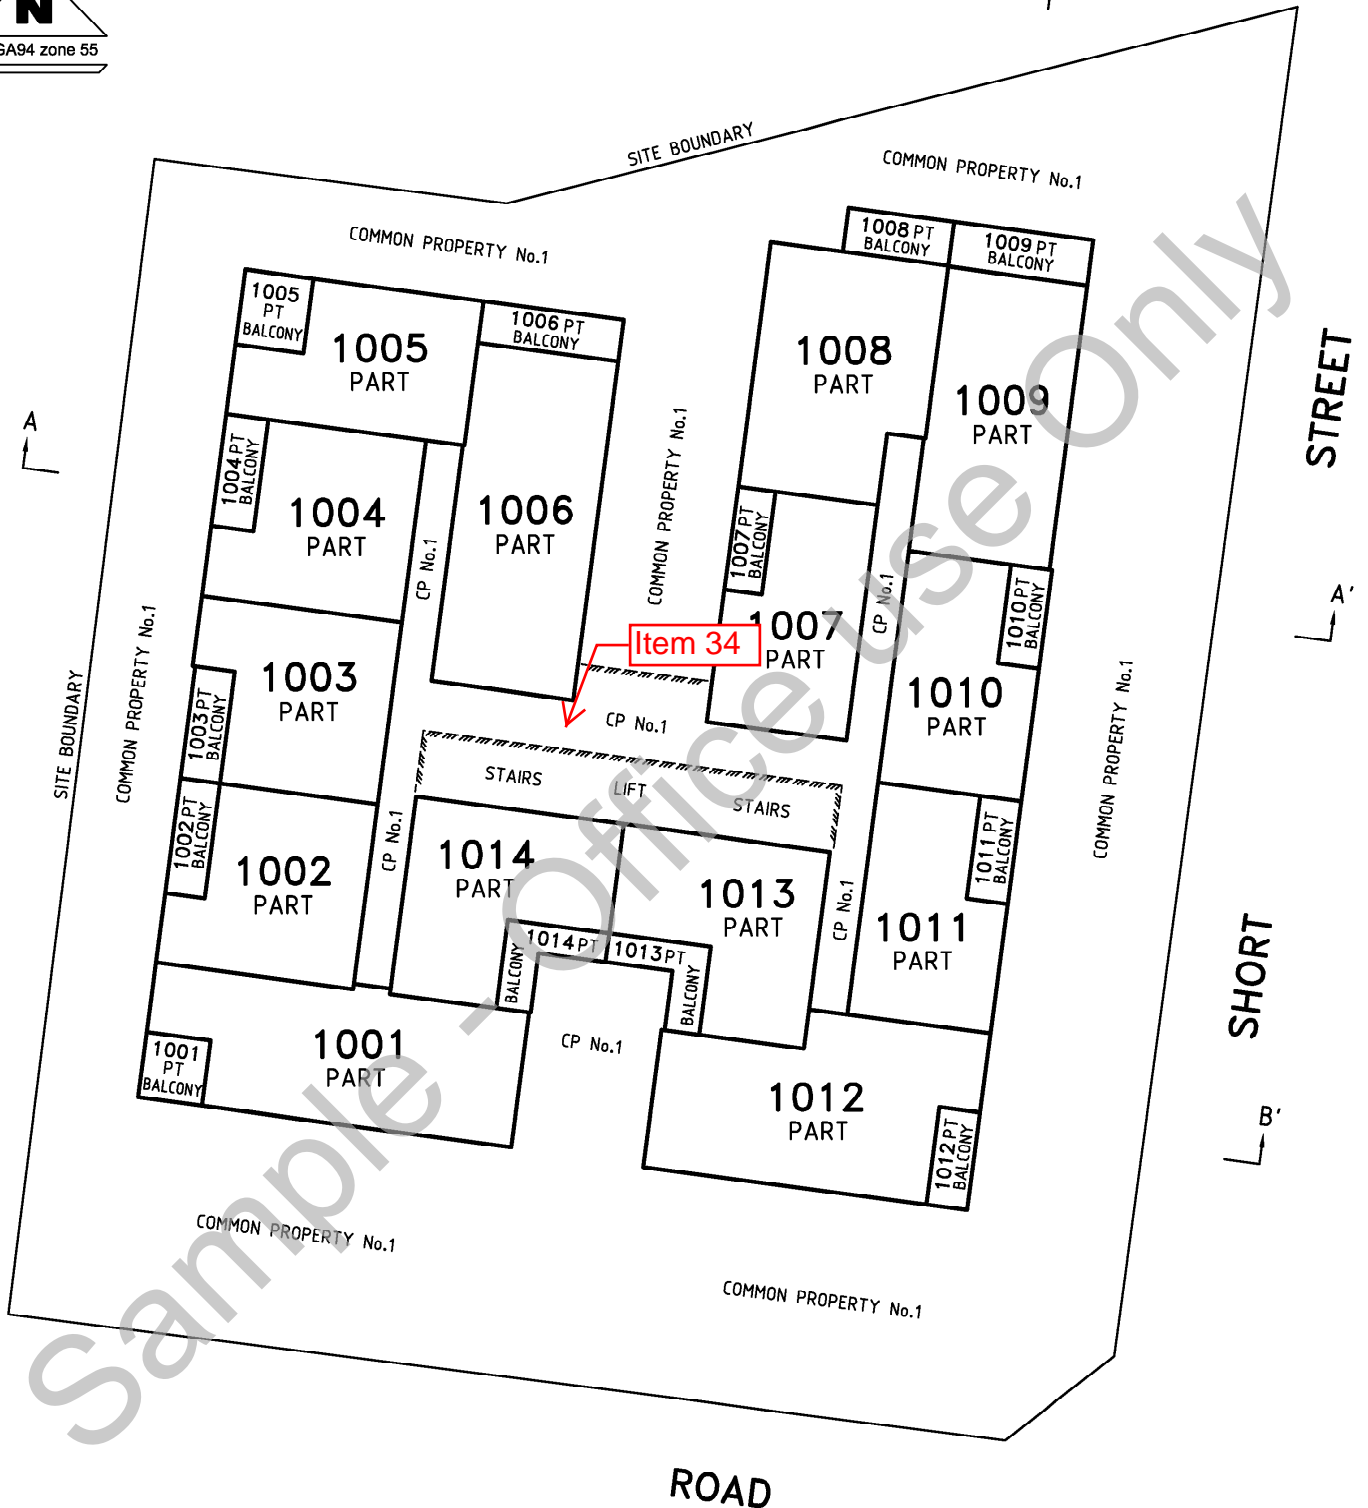 N
GA94 zone 55
SITE BOUNDARY
COMMON PROPERTY No.1
COMMON PROPERTY No.1
1008 PT
BALCONY
1009 PT
BALCONY
1005
PT
BALCONY
1005
PART
1006 PT
BALCONY
1008
PART
1009
PART
STREET
A
1004 PT
BALCONY
1004
PART
CP No.1
1006
PART
COMMON PROPERTY No.1
1007 PT
BALCONY
1007
PART
CP No.1
1010 PT
BALCONY
A'
Item 34
SITE BOUNDARY
COMMON PROPERTY No.1
1003 PT
BALCONY
1003
PART
CP No.1
1010
PART
COMMON PROPERTY No.1
STAIRS
LIFT
STAIRS
1002 PT
BALCONY
1002
PART
CP No.1
1014
PART
1013
PART
CP No.1
1011 PT
BALCONY
1011
PART
SHORT
1014 PT
BALCONY
1013 PT
BALCONY
1001
PT
BALCONY
1001
PART
CP No.1
1012
PART
1012 PT
BALCONY
B'
COMMON PROPERTY No.1
COMMON PROPERTY No.1
ROAD
Sample - Office use Only